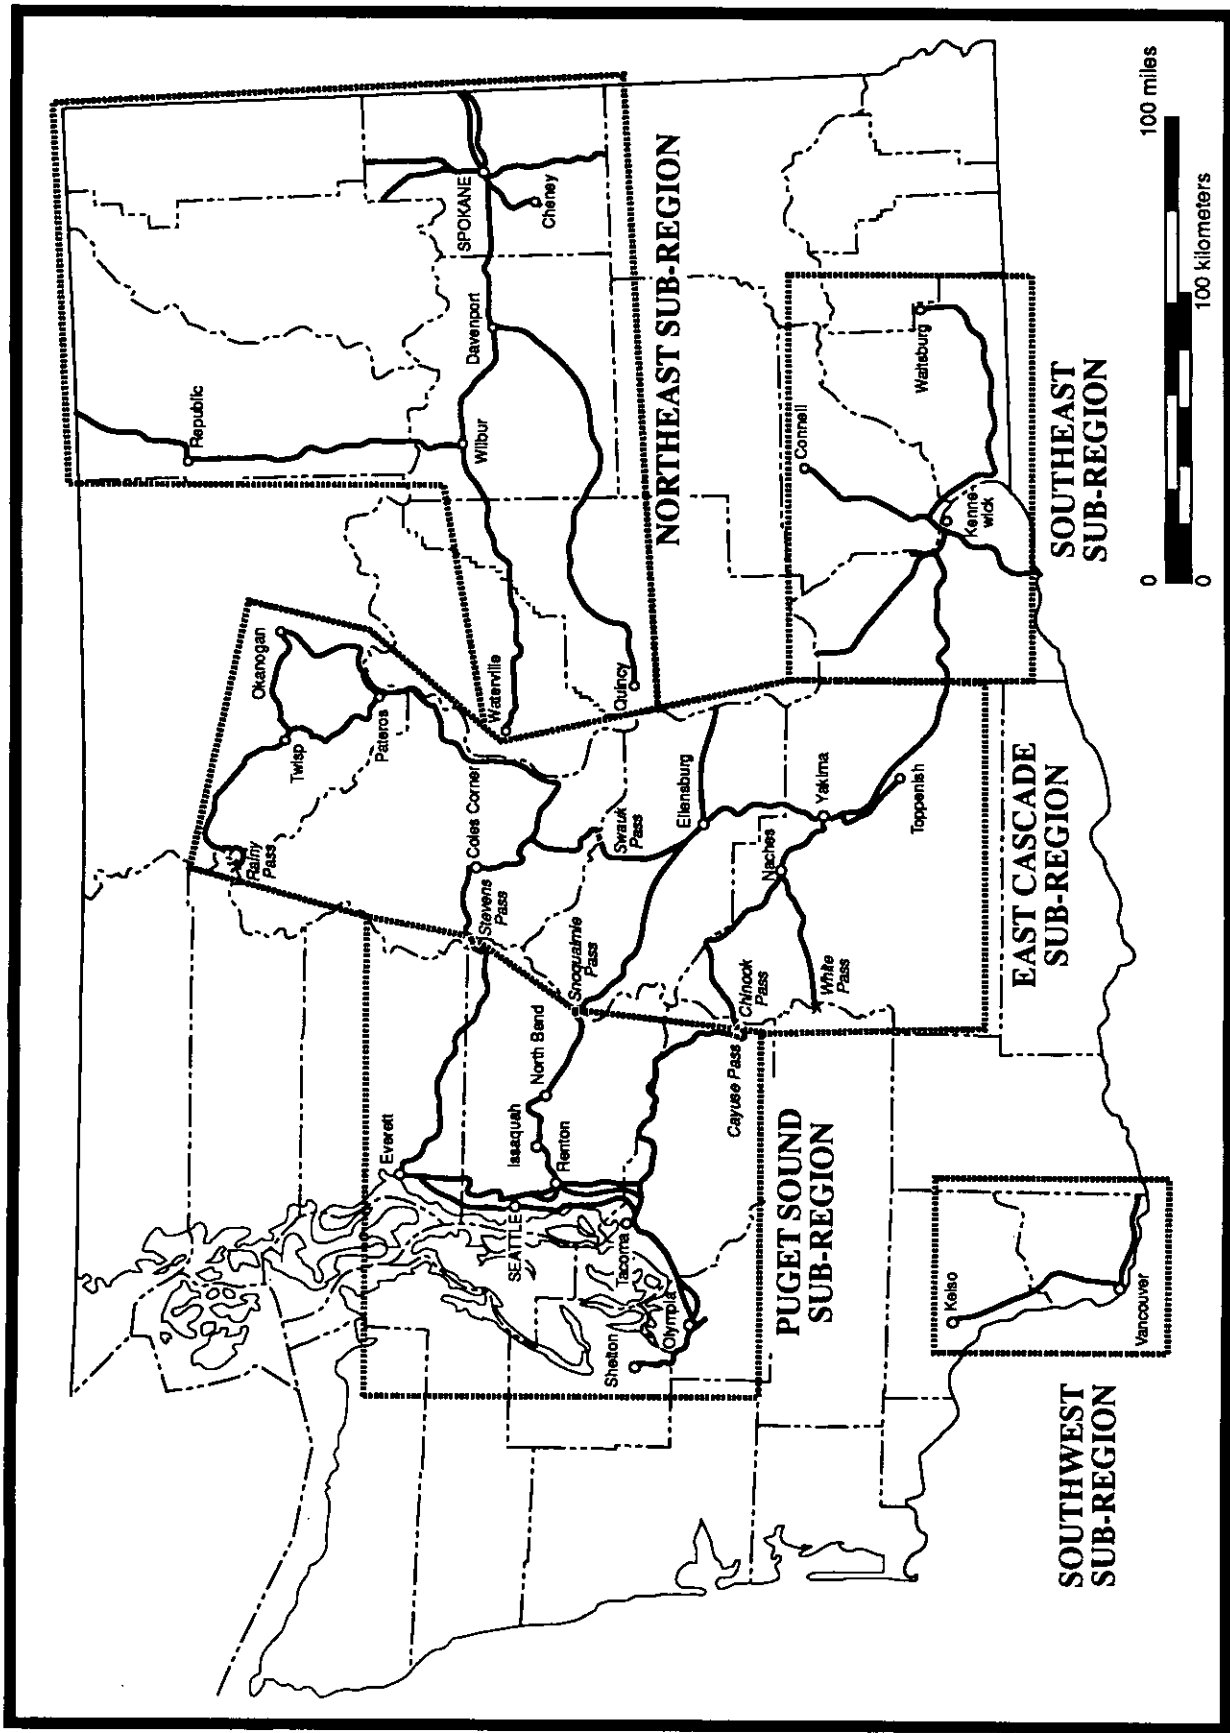 Republic
SPOKANE
Cheney
Davenport
Wilbur
Waterville
Quincy
NORTHEAST SUB-REGION
Okanogan
Twisp
Pateros
Rainy
Pass
Coles Corner
Stevens
Pass
Swauk
Pass
Ellensburg
Snoqualmie
Pass
Naches
Yakima
Toppenish
Chinook
Pass
White
Pass
EAST CASCADE
SUB-REGION
Everett
SEATTLE
Issaquah
North Bend
Renton
Tacoma
Olympia
Shelton
Cayuse Pass
PUGET SOUND
SUB-REGION
Connell
Waitsburg
Kenne-
wick
SOUTHEAST
SUB-REGION
Kelso
Vancouver
SOUTHWEST
SUB-REGION
0
100 miles
0
100 kilometers